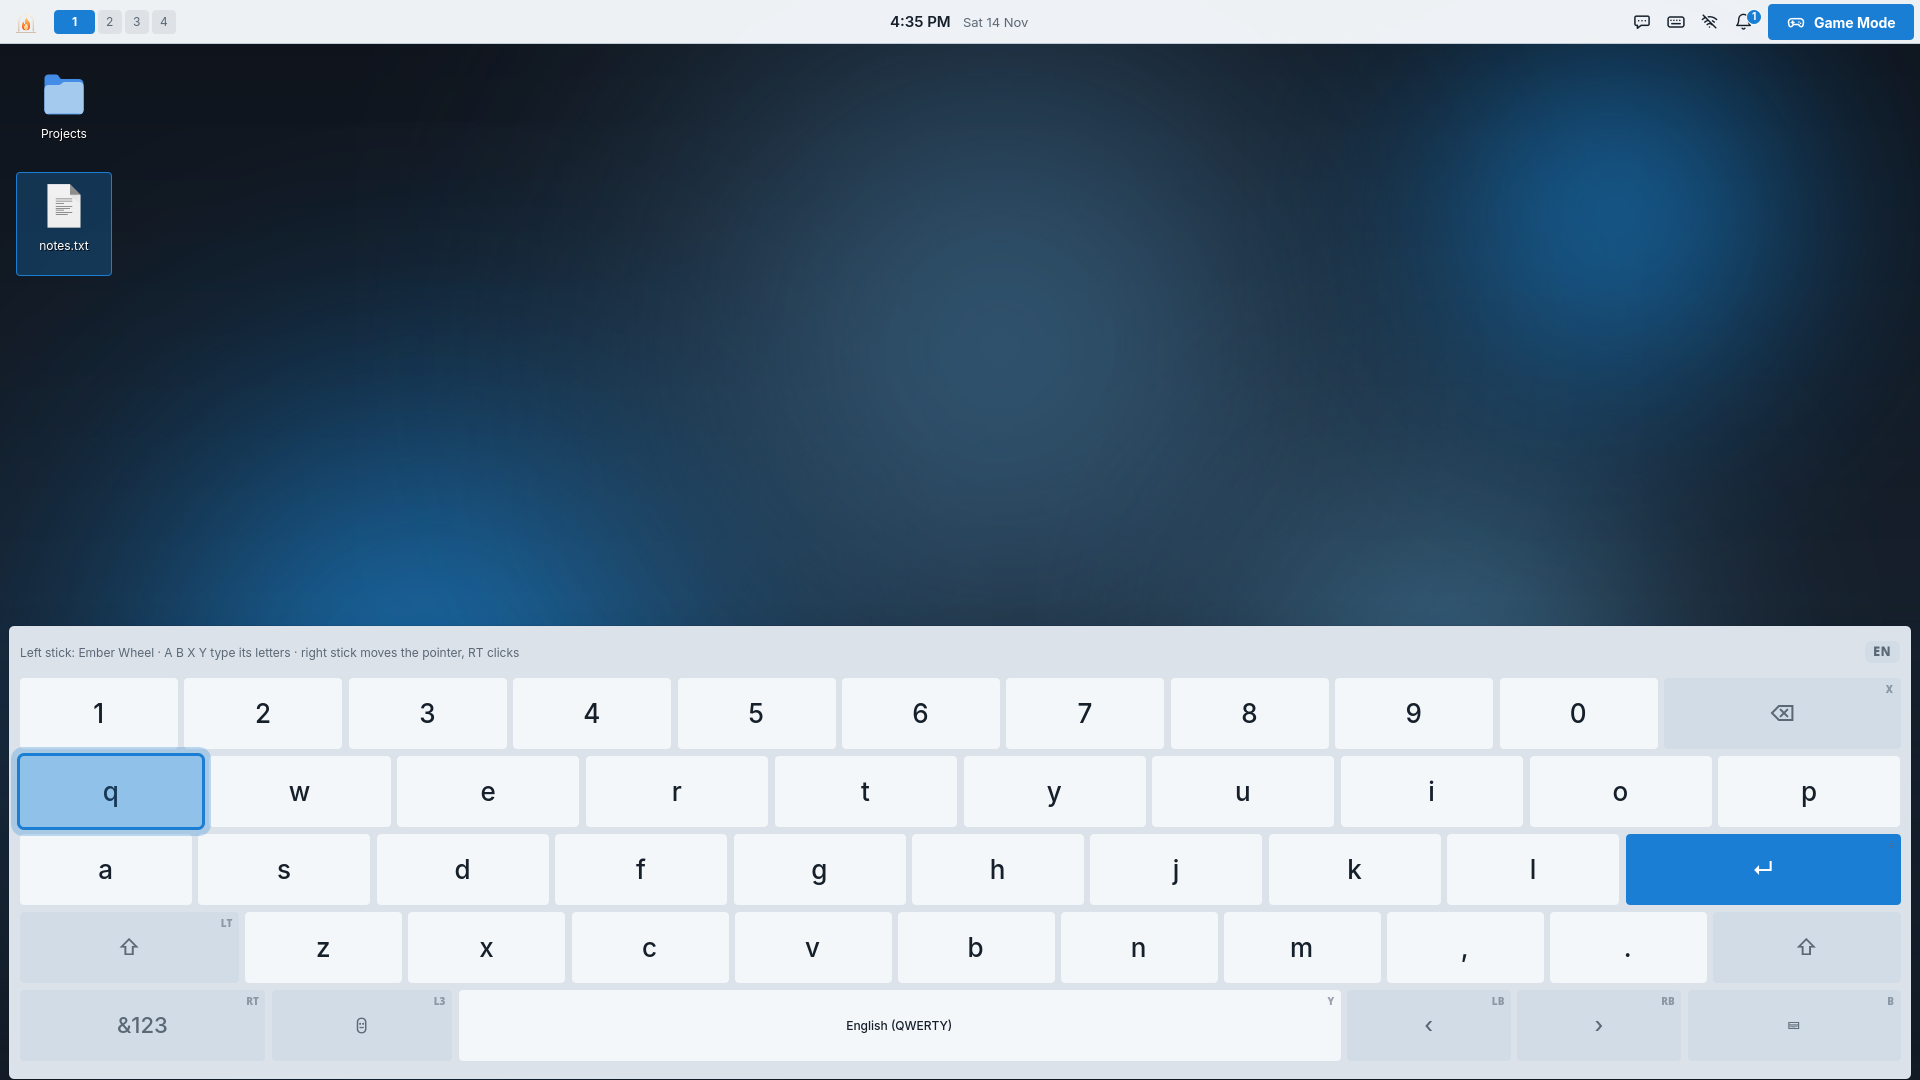 1 2 3 4 4:35 PM Sat 14 Nov 1 Game Mode
Projects
notes.txt
Left stick: Ember Wheel · A B X Y type its letters · right stick moves the pointer, RT clicks EN
1 2 3 4 5 6 7 8 9 0 X
q w e r t y u i o p
a s d f g h j k l
LT z x c v b n m , .
&123 RT L3 English (QWERTY) Y ‹ LB › RB B